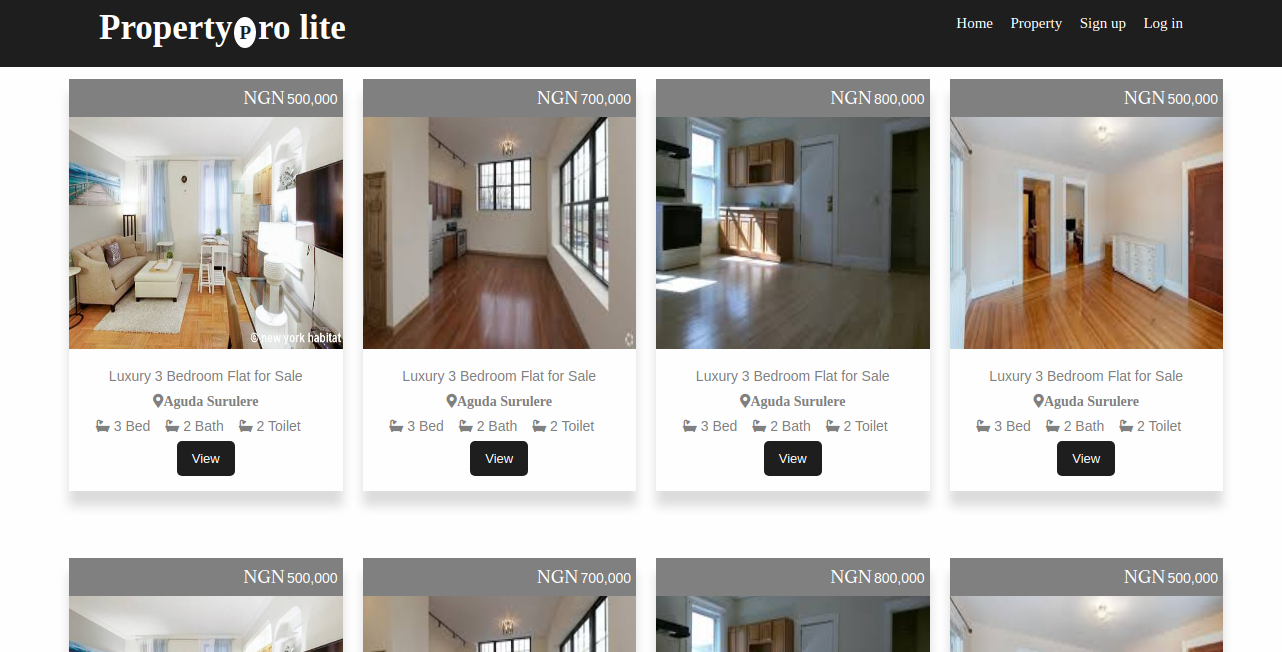 PropertyPro lite
Home Property Sign up Log in
NGN 500,000
NGN 700,000
NGN 800,000
NGN 500,000
© new york habitat
Luxury 3 Bedroom Flat for Sale
Aguda Surulere
3 Bed 2 Bath 2 Toilet
View
Luxury 3 Bedroom Flat for Sale
Aguda Surulere
3 Bed 2 Bath 2 Toilet
View
Luxury 3 Bedroom Flat for Sale
Aguda Surulere
3 Bed 2 Bath 2 Toilet
View
Luxury 3 Bedroom Flat for Sale
Aguda Surulere
3 Bed 2 Bath 2 Toilet
View
NGN 500,000
NGN 700,000
NGN 800,000
NGN 500,000